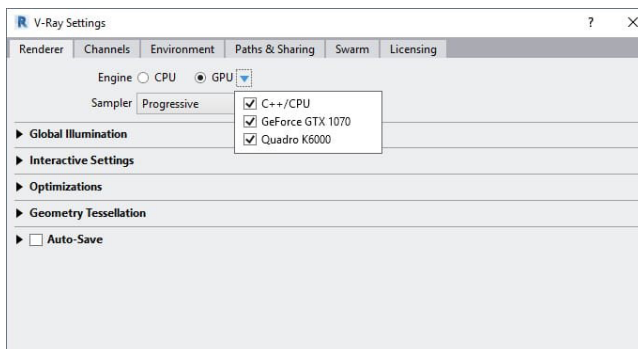 R V-Ray Settings ? ×
Renderer Channels Environment Paths & Sharing Swarm Licensing
Engine CPU GPU
Sampler Progressive
C++/CPU
GeForce GTX 1070
Quadro K6000
Global Illumination
Interactive Settings
Optimizations
Geometry Tessellation
Auto-Save